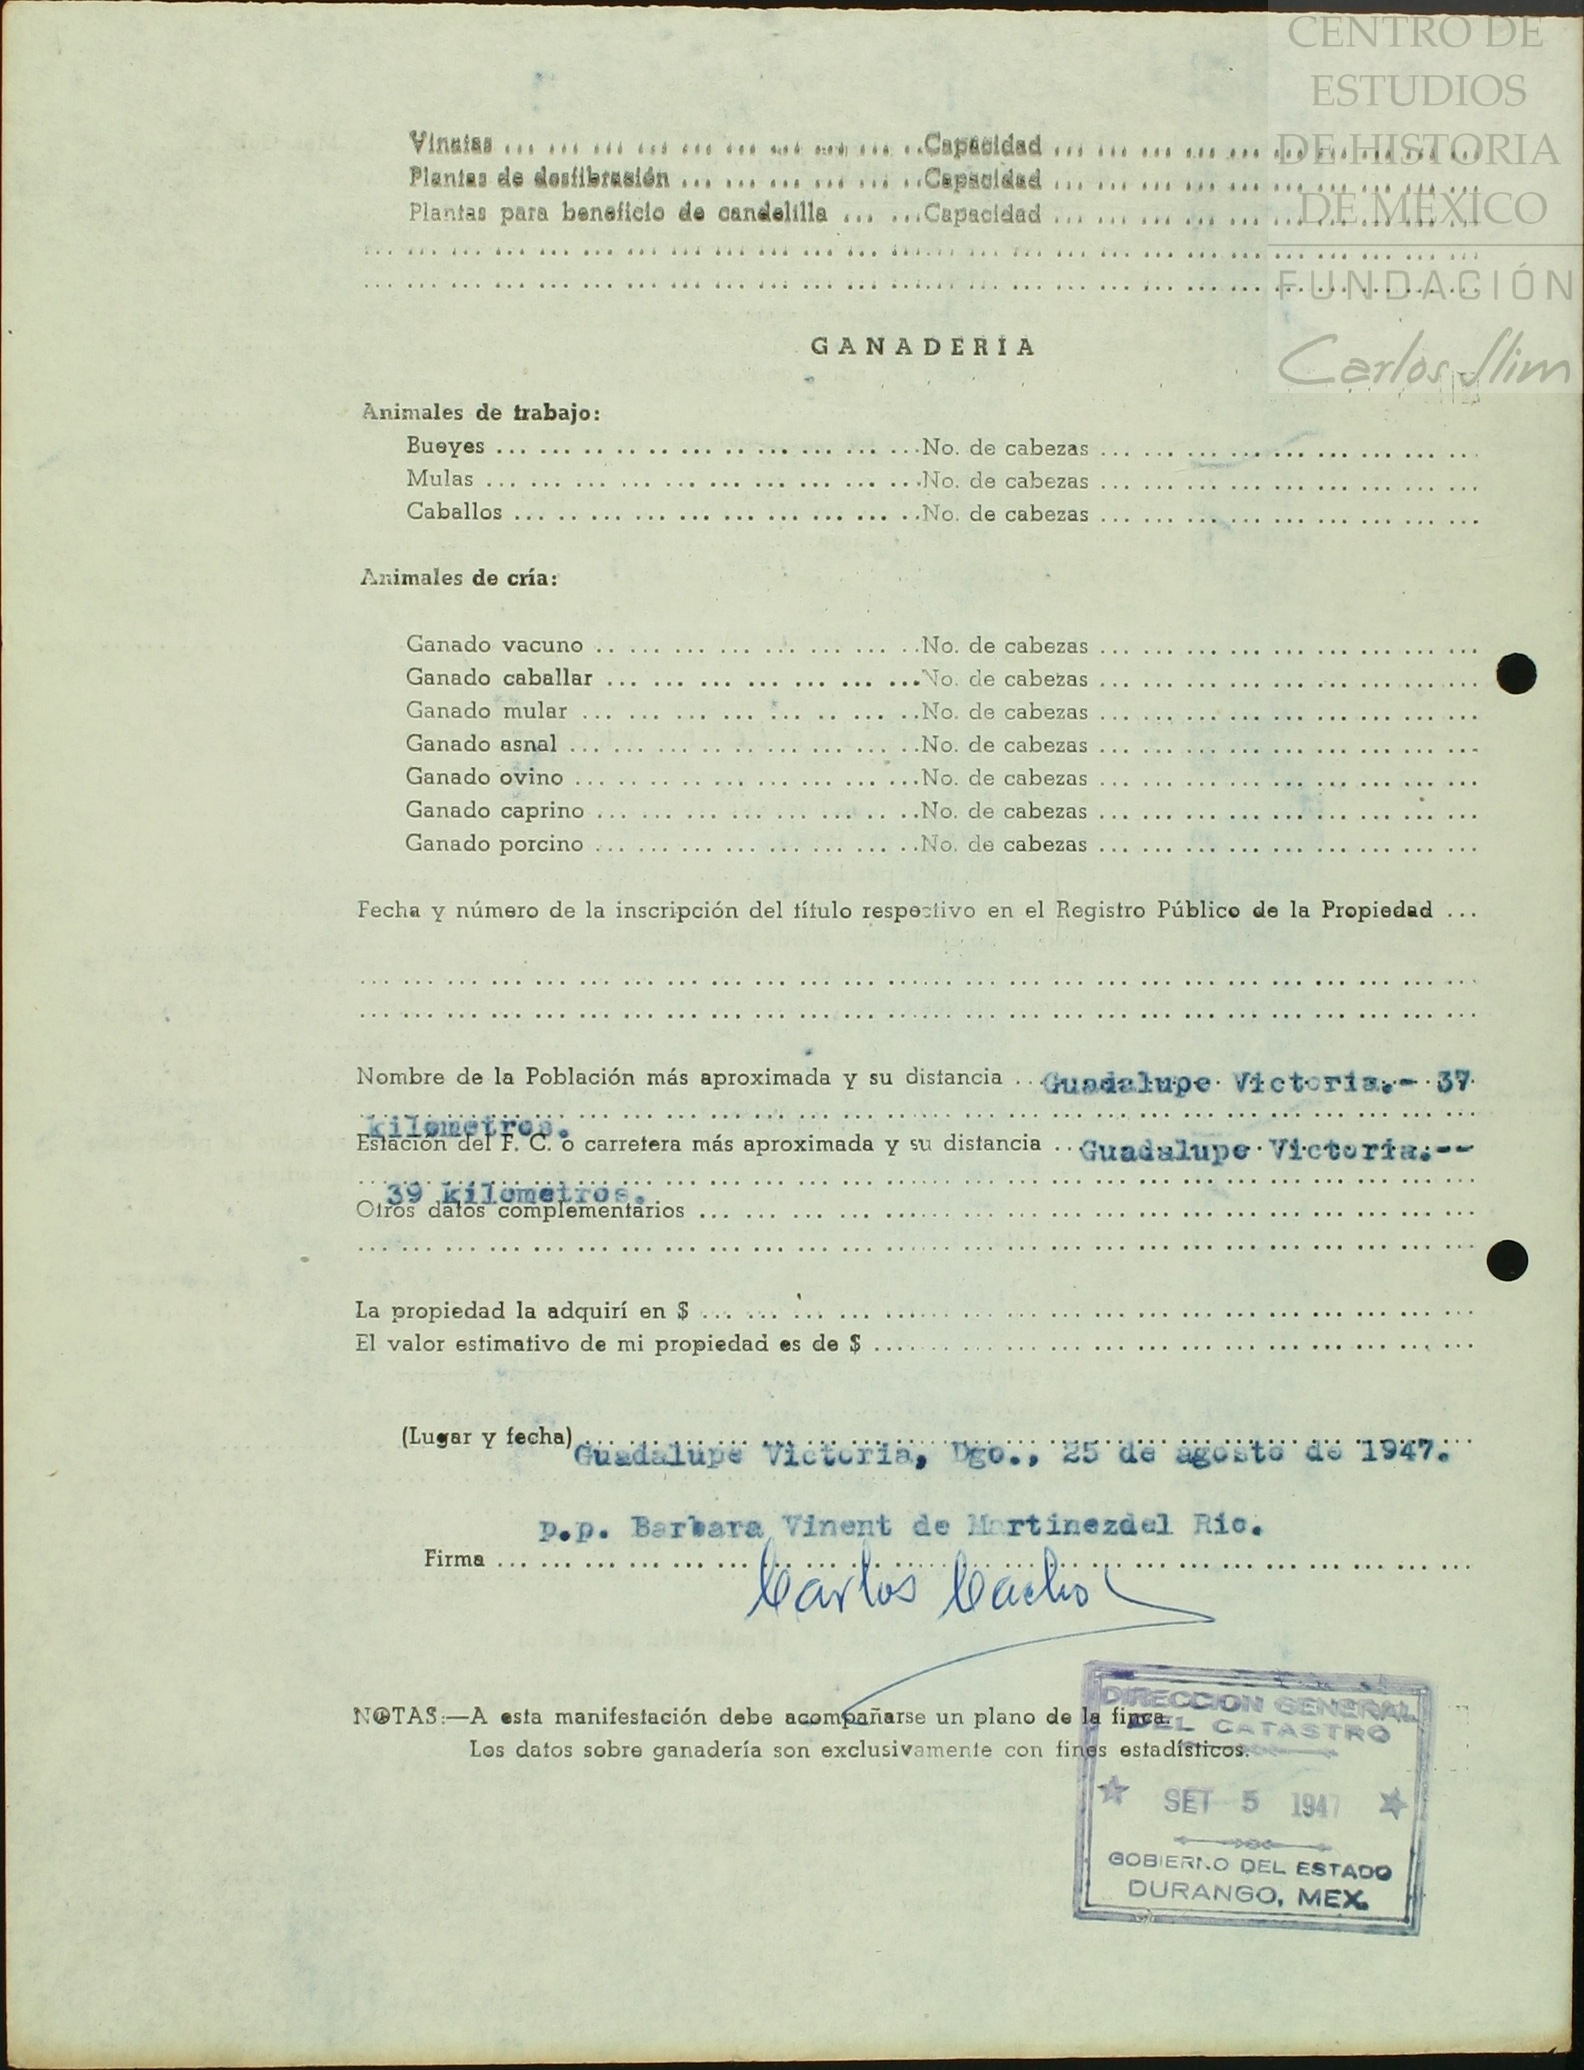 CENTRO DE
ESTUDIOS
DE HISTORIA
DE MÉXICO
FUNDACIÓN
Carlos Slim
Vinatas ... Capacidad ...
Plantas de desfibración ... Capacidad ...
Plantas para beneficio de candelilla ... Capacidad ...
GANADERÍA
Animales de trabajo:
Bueyes ... No. de cabezas ...
Mulas ... No. de cabezas ...
Caballos ... No. de cabezas ...
Animales de cría:
Ganado vacuno ... No. de cabezas ...
Ganado caballar ... No. de cabezas ...
Ganado mular ... No. de cabezas ...
Ganado asnal ... No. de cabezas ...
Ganado ovino ... No. de cabezas ...
Ganado caprino ... No. de cabezas ...
Ganado porcino ... No. de cabezas ...
Fecha y número de la inscripción del título respectivo en el Registro Público de la Propiedad ...
Nombre de la Población más aproximada y su distancia ... Guadalupe Victoria.- 37
kilometros.
Estación del F. C. o carretera más aproximada y su distancia ... Guadalupe Victoria.--
39 kilometros.
Otros datos complementarios ...
La propiedad la adquirí en $ ...
El valor estimativo de mi propiedad es de $ ...
(Lugar y fecha) Guadalupe Victoria, Dgo., 25 de agosto de 1947.
p.p. Barbara Vinent de Martinezdel Rio.
Firma ...
Carlos Cacho
NOTAS:—A esta manifestación debe acompañarse un plano de la finca.
Los datos sobre ganadería son exclusivamente con fines estadísticos.
DIRECCION GENERAL
DEL CATASTRO
SET 5 1947
GOBIERNO DEL ESTADO
DURANGO, MEX.